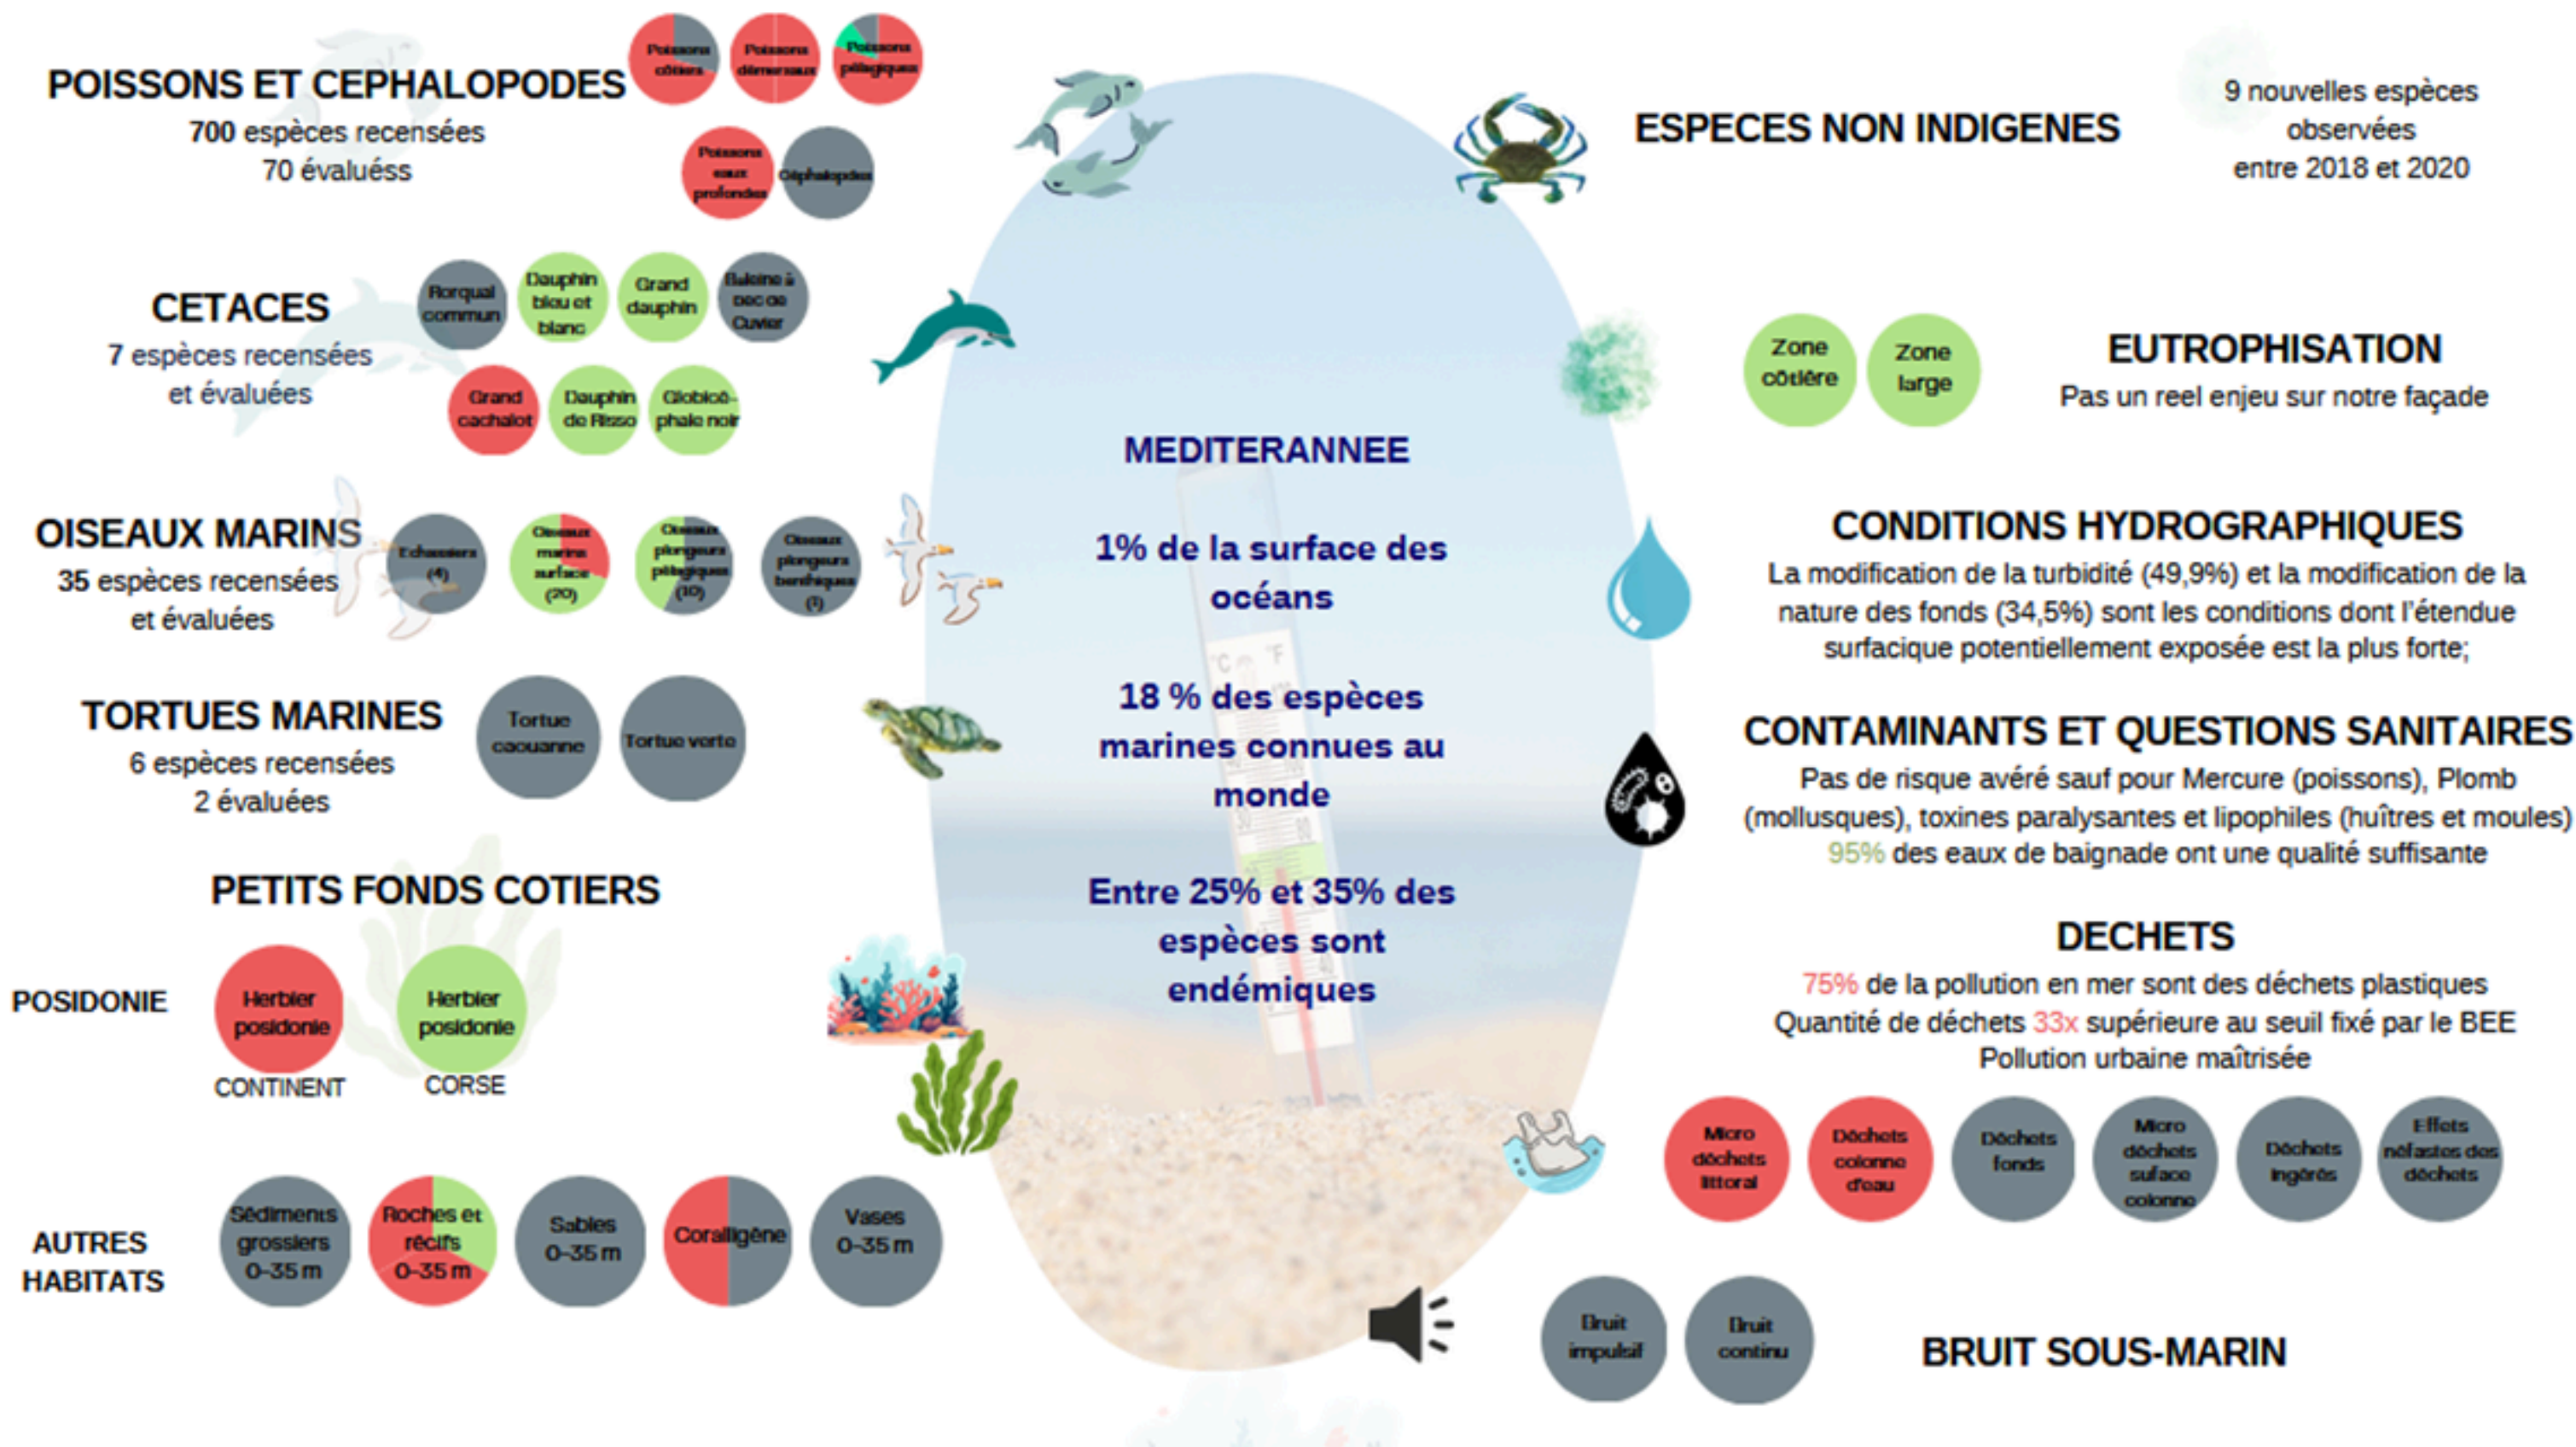 POISSONS ET CEPHALOPODES
700 espèces recensées
70 évaluéss
Poissons
côtiers
Poissons
démersaux
Poissons
pélagiques
Poissons
eaux
profondes
Céphalopdes
CETACES
7 espèces recensées
et évaluées
Rorqual
commun
Dauphin
bleu et
blanc
Grand
dauphin
Baleine à
bec de
Cuvier
Grand
cachalot
Dauphin
de Risso
Globicé-
phale noir
OISEAUX MARINS
35 espèces recensées
et évaluées
Echassiers
(4)
Oiseaux
marins
surface
(20)
Oiseaux
plongeurs
pélagiques
(10)
Oiseaux
plongeurs
benthiques
(1)
TORTUES MARINES
6 espèces recensées
2 évaluées
Tortue
caouanne
Tortue verte
PETITS FONDS COTIERS
POSIDONIE
Herbier
posidonie
CONTINENT
Herbier
posidonie
CORSE
AUTRES
HABITATS
Sédiments
grossiers
0-35 m
Roches et
récifs
0-35 m
Sables
0-35 m
Coralligène
Vases
0-35 m
MEDITERANNEE
1% de la surface des
océans
18 % des espèces
marines connues au
monde
Entre 25% et 35% des
espèces sont
endémiques
°C °F
ESPECES NON INDIGENES
9 nouvelles espèces
observées
entre 2018 et 2020
Zone
côtière
Zone
large
EUTROPHISATION
Pas un reel enjeu sur notre façade
CONDITIONS HYDROGRAPHIQUES
La modification de la turbidité (49,9%) et la modification de la
nature des fonds (34,5%) sont les conditions dont l'étendue
surfacique potentiellement exposée est la plus forte;
CONTAMINANTS ET QUESTIONS SANITAIRES
Pas de risque avéré sauf pour Mercure (poissons), Plomb
(mollusques), toxines paralysantes et lipophiles (huîtres et moules)
95% des eaux de baignade ont une qualité suffisante
DECHETS
75% de la pollution en mer sont des déchets plastiques
Quantité de déchets 33x supérieure au seuil fixé par le BEE
Pollution urbaine maîtrisée
Micro
déchets
littoral
Déchets
colonne
d'eau
Déchets
fonds
Micro
déchets
suface
colonne
Déchets
ingérés
Effets
néfastes des
déchets
Bruit
impulsif
Bruit
continu
BRUIT SOUS-MARIN